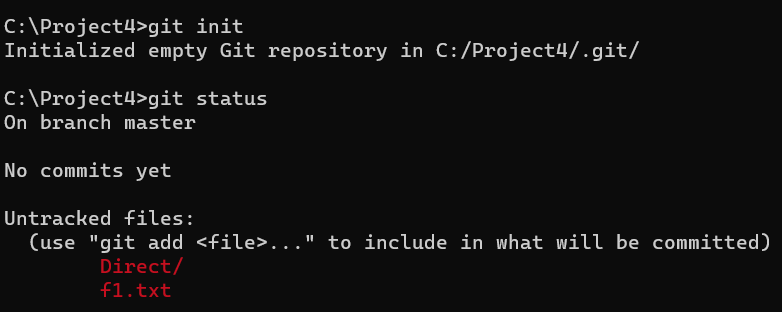 C:\Project4>git init
Initialized empty Git repository in C:/Project4/.git/
C:\Project4>git status
On branch master
No commits yet
Untracked files:
(use "git add <file>..." to include in what will be committed)
Direct/
f1.txt